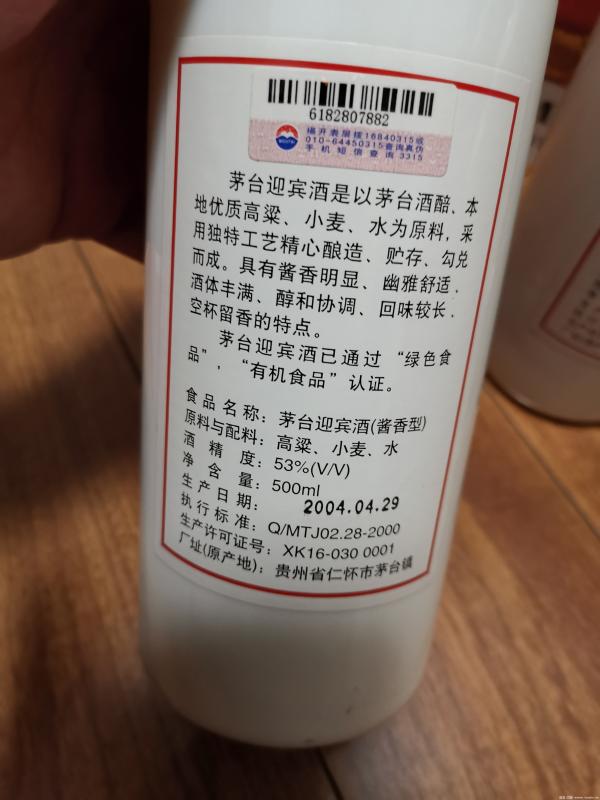 6182807882
揭开表层拨16840315或
010-64450315查询真伪
手机短信查询3315
茅台迎宾酒是以茅台酒醅、本
地优质高粱、小麦、水为原料，采
用独特工艺精心酿造、贮存、勾兑
而成。具有酱香明显、幽雅舒适、
酒体丰满、醇和协调、回味较长、
空杯留香的特点。
茅台迎宾酒已通过“绿色食
品”，“有机食品”认证。
食品名称：茅台迎宾酒(酱香型)
原料与配料：高粱、小麦、水
酒精度：53%(V/V)
净含量：500ml
生产日期：2004.04.29
执行标准：Q/MTJ02.28-2000
生产许可证号：XK16-030 0001
厂址(原产地)：贵州省仁怀市茅台镇